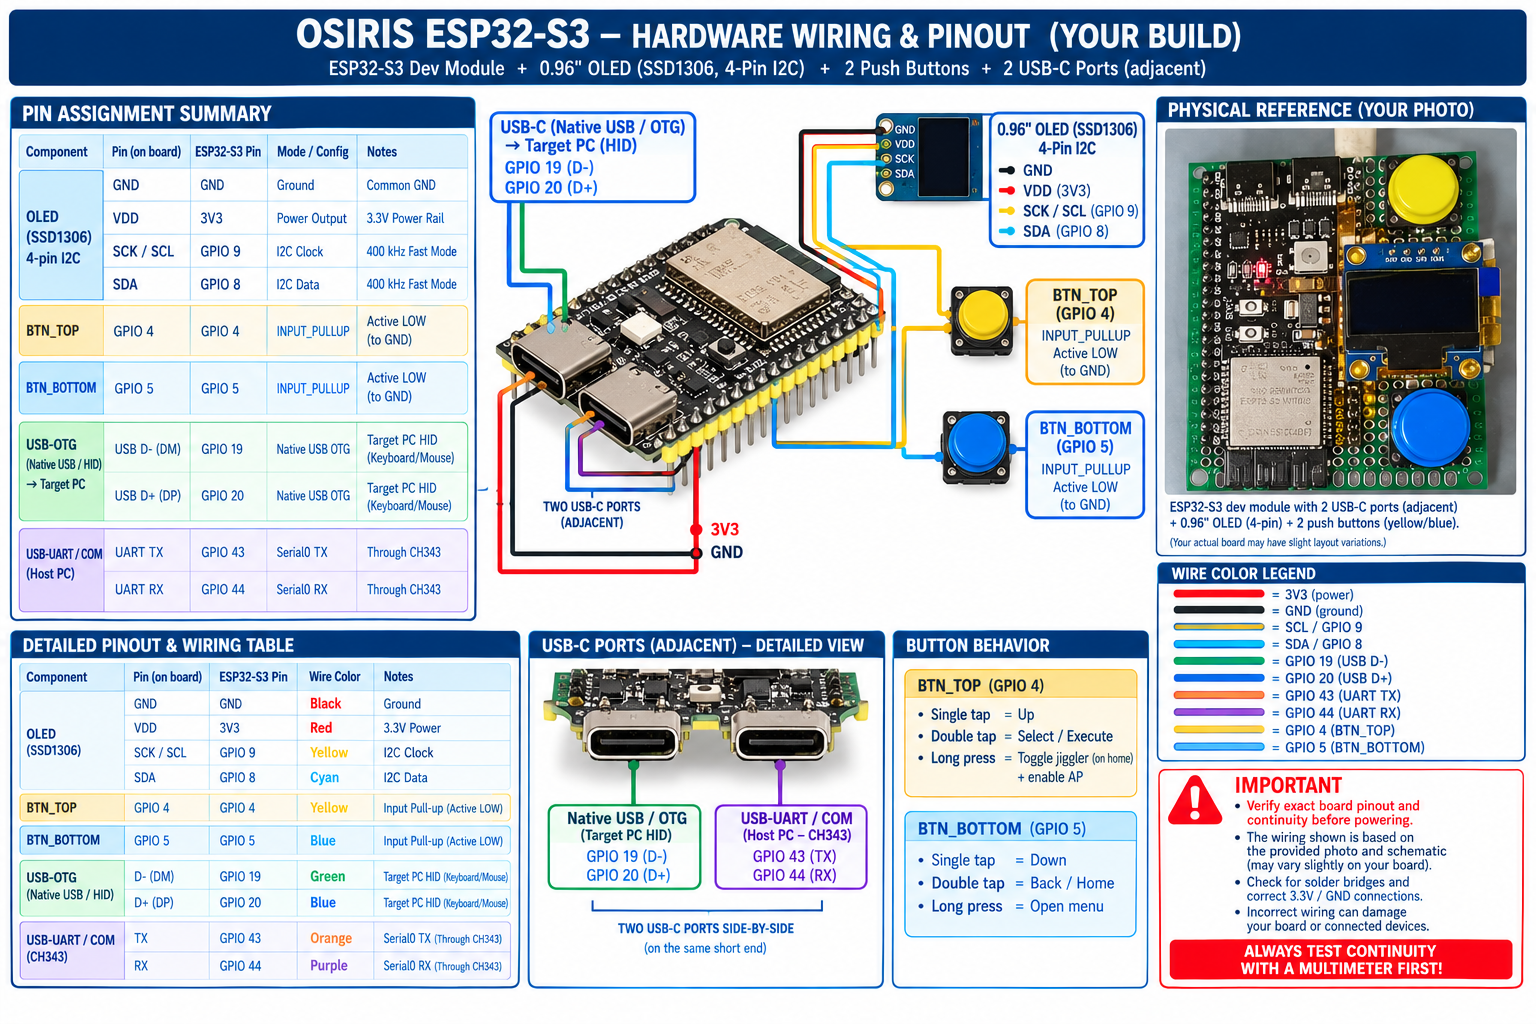 OSIRIS ESP32-S3 – HARDWARE WIRING & PINOUT (YOUR BUILD)
ESP32-S3 Dev Module + 0.96" OLED (SSD1306, 4-Pin I2C) + 2 Push Buttons + 2 USB-C Ports (adjacent)
PIN ASSIGNMENT SUMMARY
Component Pin (on board) ESP32-S3 Pin Mode / Config Notes
OLED
(SSD1306)
4-pin I2C
GND GND Ground Common GND
VDD 3V3 Power Output 3.3V Power Rail
SCK / SCL GPIO 9 I2C Clock 400 kHz Fast Mode
SDA GPIO 8 I2C Data 400 kHz Fast Mode
BTN_TOP GPIO 4 GPIO 4 INPUT_PULLUP Active LOW
(to GND)
BTN_BOTTOM GPIO 5 GPIO 5 INPUT_PULLUP Active LOW
(to GND)
USB-OTG
(Native USB / HID)
→ Target PC
USB D- (DM) GPIO 19 Native USB OTG Target PC HID
(Keyboard/Mouse)
USB D+ (DP) GPIO 20 Native USB OTG Target PC HID
(Keyboard/Mouse)
USB-UART / COM
(Host PC)
UART TX GPIO 43 Serial0 TX Through CH343
UART RX GPIO 44 Serial0 RX Through CH343
USB-C (Native USB / OTG)
→ Target PC (HID)
GPIO 19 (D-)
GPIO 20 (D+)
GND
VDD
SCK
SDA
0.96" OLED (SSD1306)
4-Pin I2C
GND
VDD (3V3)
SCK / SCL (GPIO 9)
SDA (GPIO 8)
BTN_TOP
(GPIO 4)
INPUT_PULLUP
Active LOW
(to GND)
BTN_BOTTOM
(GPIO 5)
INPUT_PULLUP
Active LOW
(to GND)
TWO USB-C PORTS
(ADJACENT)
3V3
GND
PHYSICAL REFERENCE (YOUR PHOTO)
ESP32-S3 dev module with 2 USB-C ports (adjacent)
+ 0.96" OLED (4-pin) + 2 push buttons (yellow/blue).
(Your actual board may have slight layout variations.)
WIRE COLOR LEGEND
= 3V3 (power)
= GND (ground)
= SCL / GPIO 9
= SDA / GPIO 8
= GPIO 19 (USB D-)
= GPIO 20 (USB D+)
= GPIO 43 (UART TX)
= GPIO 44 (UART RX)
= GPIO 4 (BTN_TOP)
= GPIO 5 (BTN_BOTTOM)
DETAILED PINOUT & WIRING TABLE
Component Pin (on board) ESP32-S3 Pin Wire Color Notes
OLED
(SSD1306)
GND GND Black Ground
VDD 3V3 Red 3.3V Power
SCK / SCL GPIO 9 Yellow I2C Clock
SDA GPIO 8 Cyan I2C Data
BTN_TOP GPIO 4 GPIO 4 Yellow Input Pull-up (Active LOW)
BTN_BOTTOM GPIO 5 GPIO 5 Blue Input Pull-up (Active LOW)
USB-OTG
(Native USB / HID)
D- (DM) GPIO 19 Green Target PC HID (Keyboard/Mouse)
D+ (DP) GPIO 20 Blue Target PC HID (Keyboard/Mouse)
USB-UART / COM
(CH343)
TX GPIO 43 Orange Serial0 TX (Through CH343)
RX GPIO 44 Purple Serial0 RX (Through CH343)
USB-C PORTS (ADJACENT) – DETAILED VIEW
Native USB / OTG
(Target PC HID)
GPIO 19 (D-)
GPIO 20 (D+)
USB-UART / COM
(Host PC – CH343)
GPIO 43 (TX)
GPIO 44 (RX)
TWO USB-C PORTS SIDE-BY-SIDE
(on the same short end)
BUTTON BEHAVIOR
BTN_TOP (GPIO 4)
• Single tap = Up
• Double tap = Select / Execute
• Long press = Toggle jiggler (on home)
+ enable AP
BTN_BOTTOM (GPIO 5)
• Single tap = Down
• Double tap = Back / Home
• Long press = Open menu
IMPORTANT
• Verify exact board pinout and
continuity before powering.
• The wiring shown is based on
the provided photo and schematic
(may vary slightly on your board).
• Check for solder bridges and
correct 3.3V / GND connections.
• Incorrect wiring can damage
your board or connected devices.
ALWAYS TEST CONTINUITY
WITH A MULTIMETER FIRST!